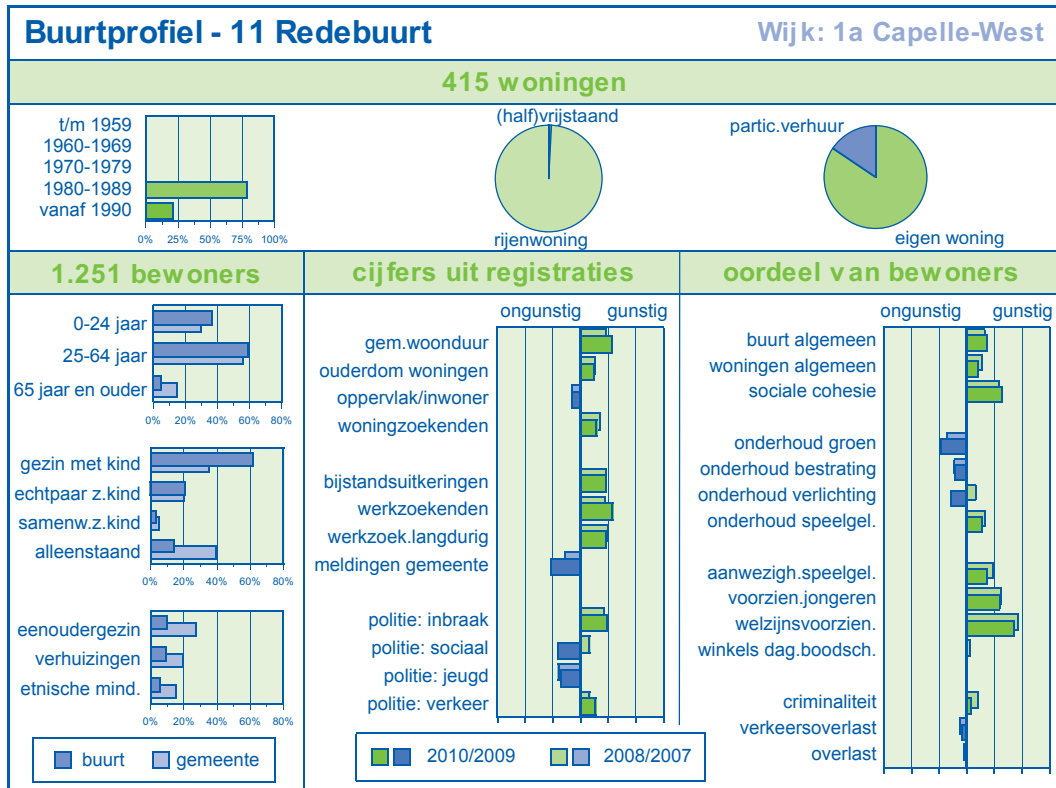 Buurtprofiel - 11 Redebuurt
Wijk: 1a Capelle-West
415 woningen
t/m 1959
1960-1969
1970-1979
1980-1989
vanaf 1990
0% 25% 50% 75% 100%
(half)vrijstaand
rijenwoning
partic.verhuur
eigen woning
1.251 bewoners
0-24 jaar
25-64 jaar
65 jaar en ouder
0% 20% 40% 60% 80%
gezin met kind
echtpaar z.kind
samenw.z.kind
alleenstaand
0% 20% 40% 60% 80%
eenoudergezin
verhuizingen
etnische mind.
0% 20% 40% 60% 80%
buurt gemeente
cijfers uit registraties
ongunstig gunstig
gem.woonduur
ouderdom woningen
oppervlak/inwoner
woningzoekenden
bijstandsuitkeringen
werkzoekenden
werkzoek.langdurig
meldingen gemeente
politie: inbraak
politie: sociaal
politie: jeugd
politie: verkeer
2010/2009 2008/2007
oordeel van bewoners
ongunstig gunstig
buurt algemeen
woningen algemeen
sociale cohesie
onderhoud groen
onderhoud bestrating
onderhoud verlichting
onderhoud speelgel.
aanwezigh.speelgel.
voorzien.jongeren
welzijnsvoorzien.
winkels dag.boodsch.
criminaliteit
verkeersoverlast
overlast